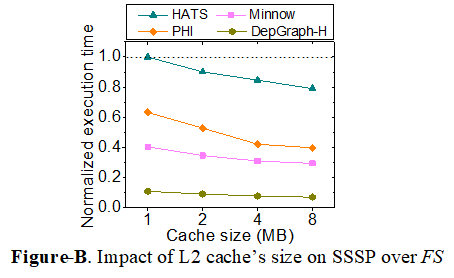 HATS Minnow
PHI DepGraph-H
Normalized execution time
1.0
0.8
0.6
0.4
0.2
0.0
1 2 4 8
Cache size (MB)
Figure-B. Impact of L2 cache's size on SSSP over FS